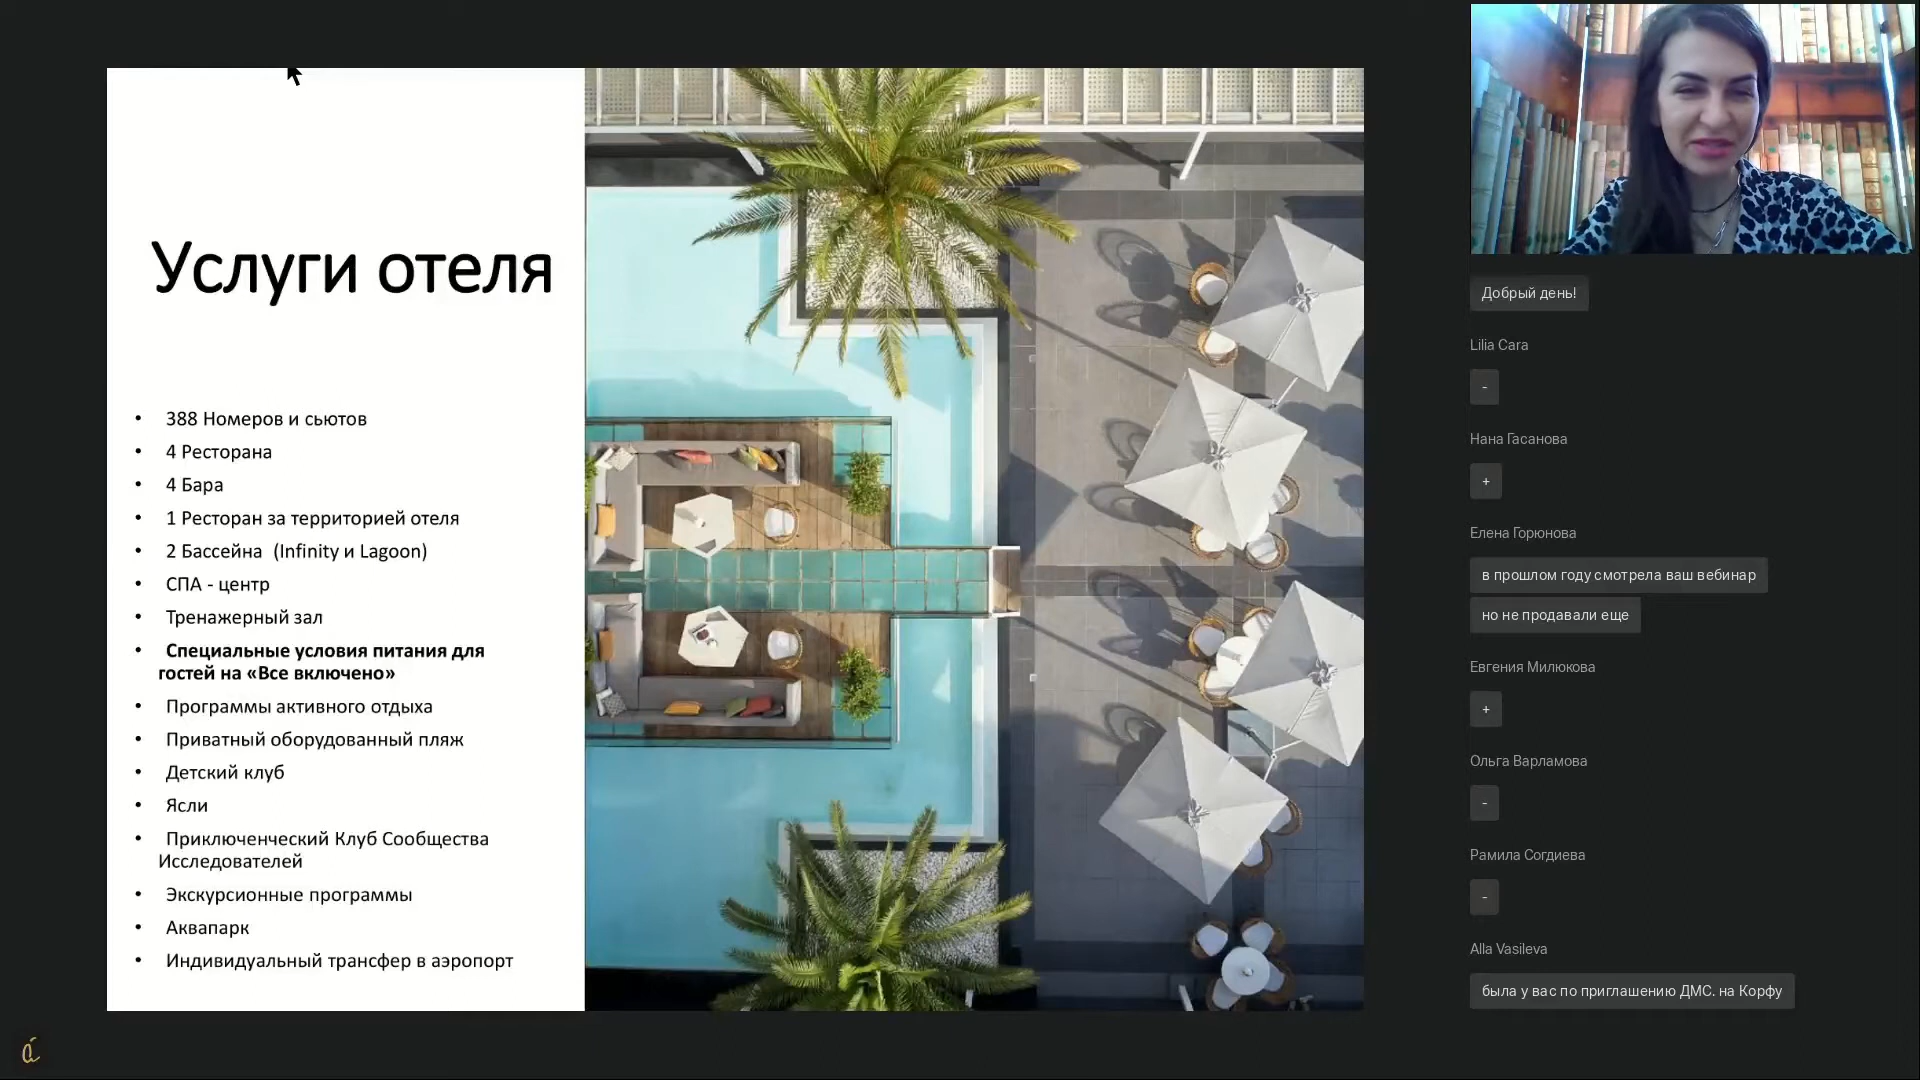 Услуги отеля
• 388 Номеров и сьютов
• 4 Ресторана
• 4 Бара
• 1 Ресторан за территорией отеля
• 2 Бассейна (Infinity и Lagoon)
• СПА - центр
• Тренажерный зал
• Специальные условия питания для
гостей на «Все включено»
• Программы активного отдыха
• Приватный оборудованный пляж
• Детский клуб
• Ясли
• Приключенческий Клуб Сообщества
Исследователей
• Экскурсионные программы
• Аквапарк
• Индивидуальный трансфер в аэропорт
Добрый день!
Lilia Cara
-
Нана Гасанова
+
Елена Горюнова
в прошлом году смотрела ваш вебинар
но не продавали еще
Евгения Милюкова
+
Ольга Варламова
-
Рамила Согдиева
-
Alla Vasileva
была у вас по приглашению ДМС. на Корфу
á